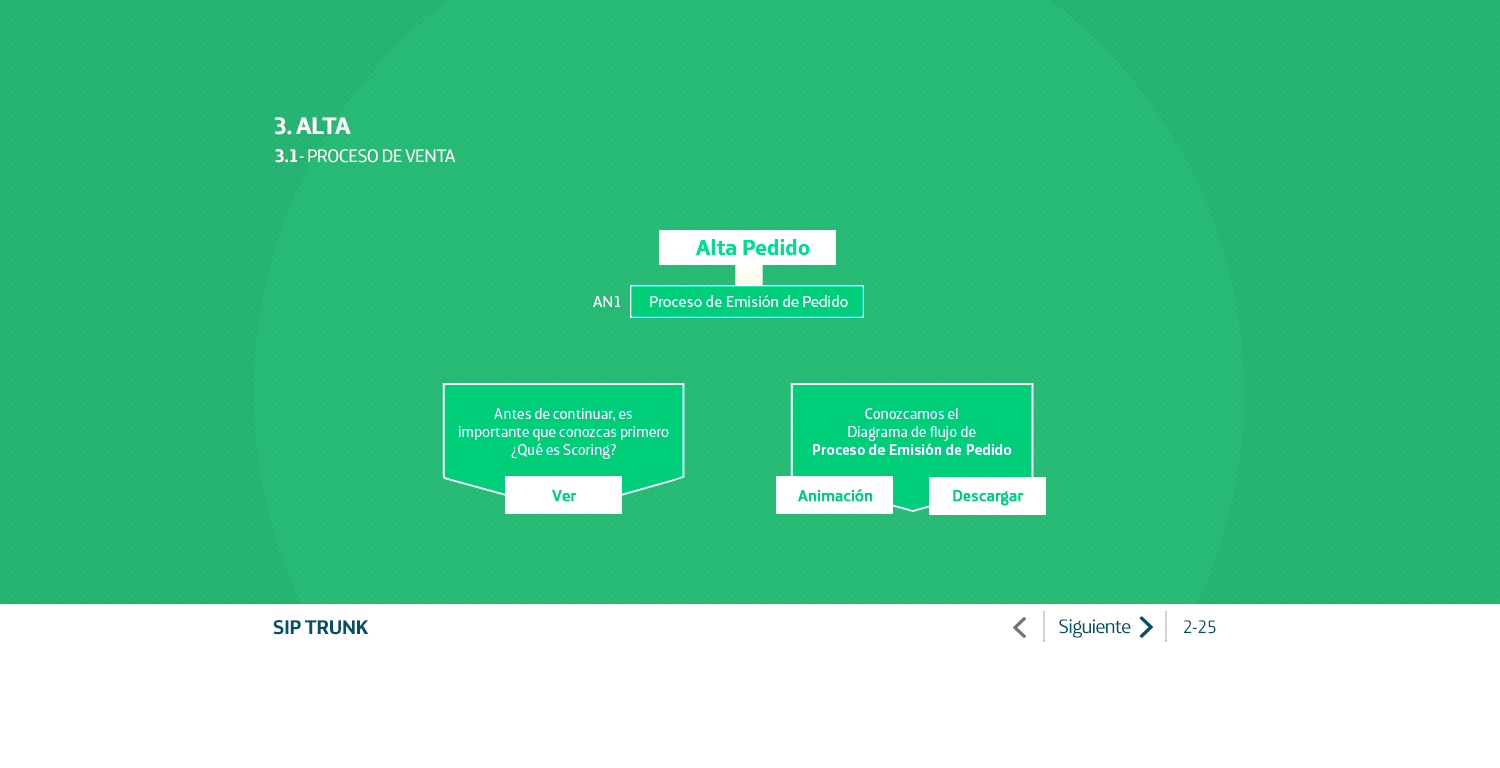 3. ALTA
3.1 - PROCESO DE VENTA
Alta Pedido
AN1
Proceso de Emisión de Pedido
Antes de continuar, es
importante que conozcas primero
¿Qué es Scoring?
Ver
Conozcamos el
Diagrama de flujo de
Proceso de Emisión de Pedido
Animación
Descargar
SIP TRUNK
Siguiente
2-25